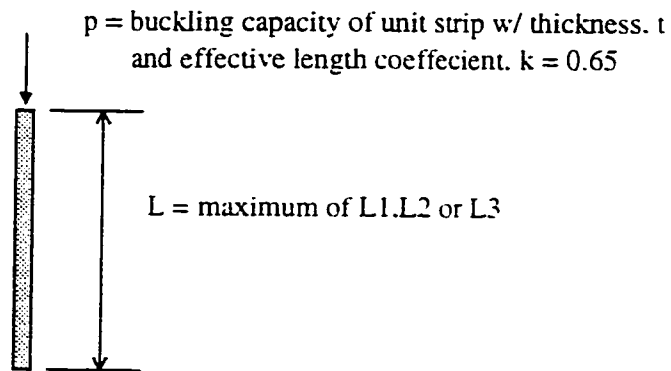 p = buckling capacity of unit strip w/ thickness. t
and effective length coeffecient. k = 0.65
L = maximum of L1.L2 or L3